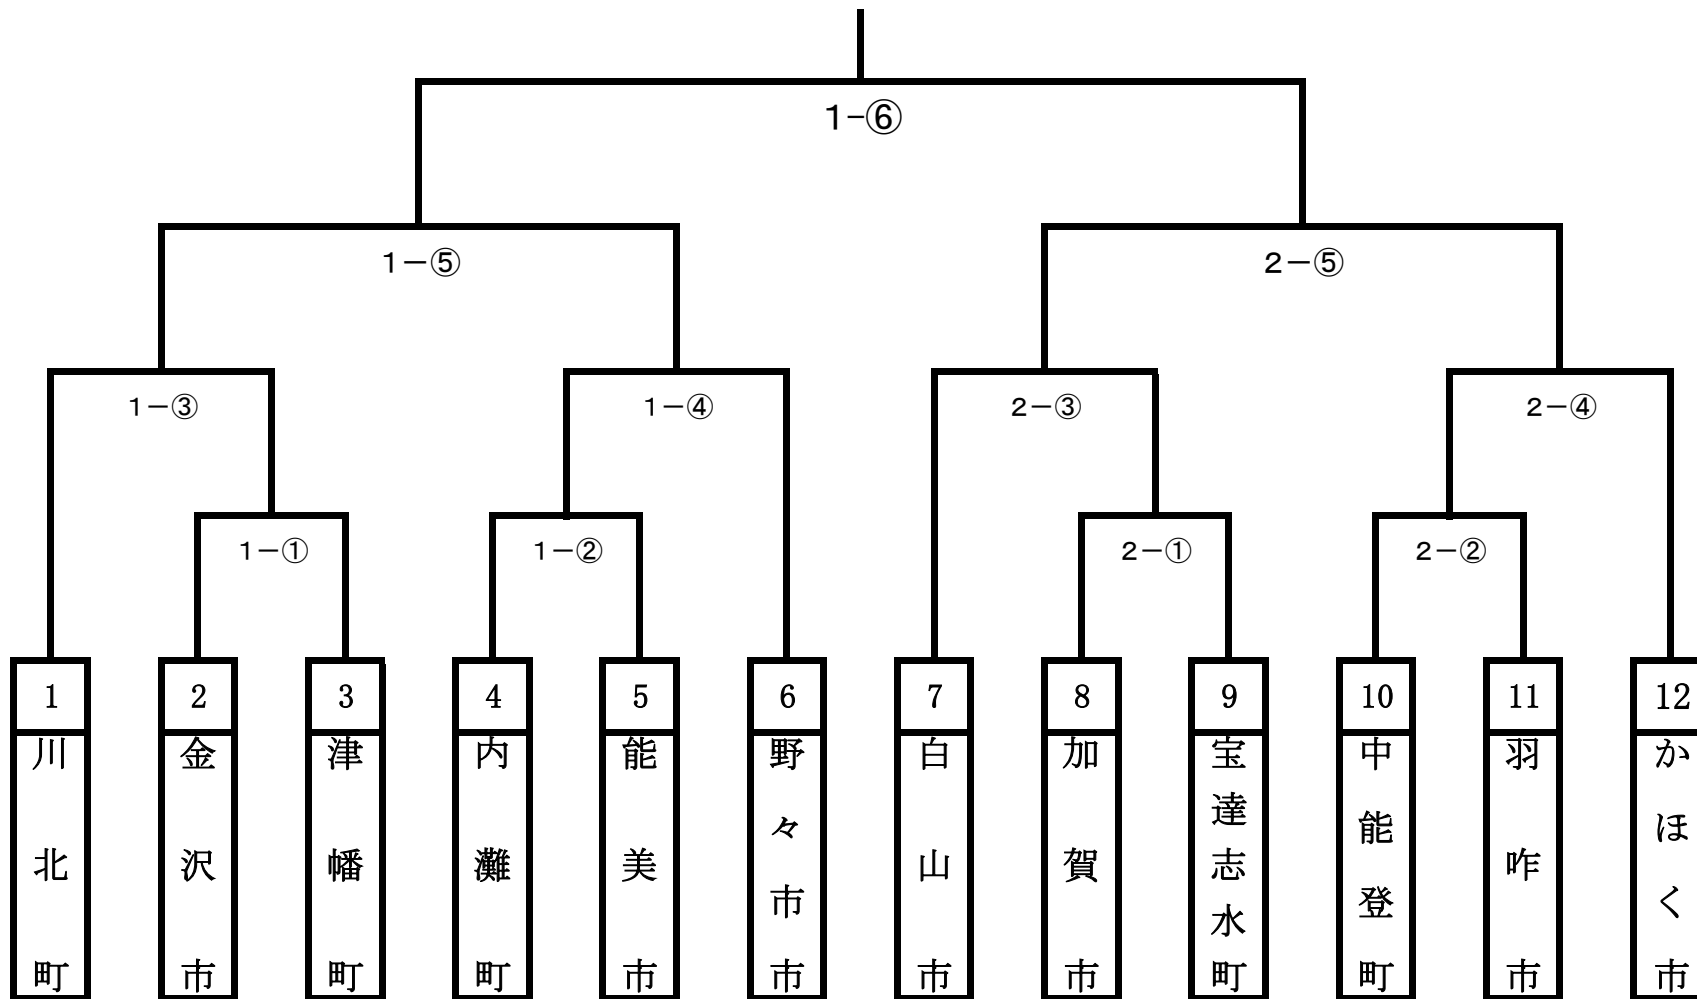 1-⑥
1-⑤
2-⑤
1-③
1-④
2-③
2-④
1-①
1-②
2-①
2-②
1
2
3
4
5
6
7
8
9
10
11
12
川北町
金沢市
津幡町
内灘町
能美市
野々市市
白山市
加賀市
宝達志水町
中能登町
羽咋市
かほく市